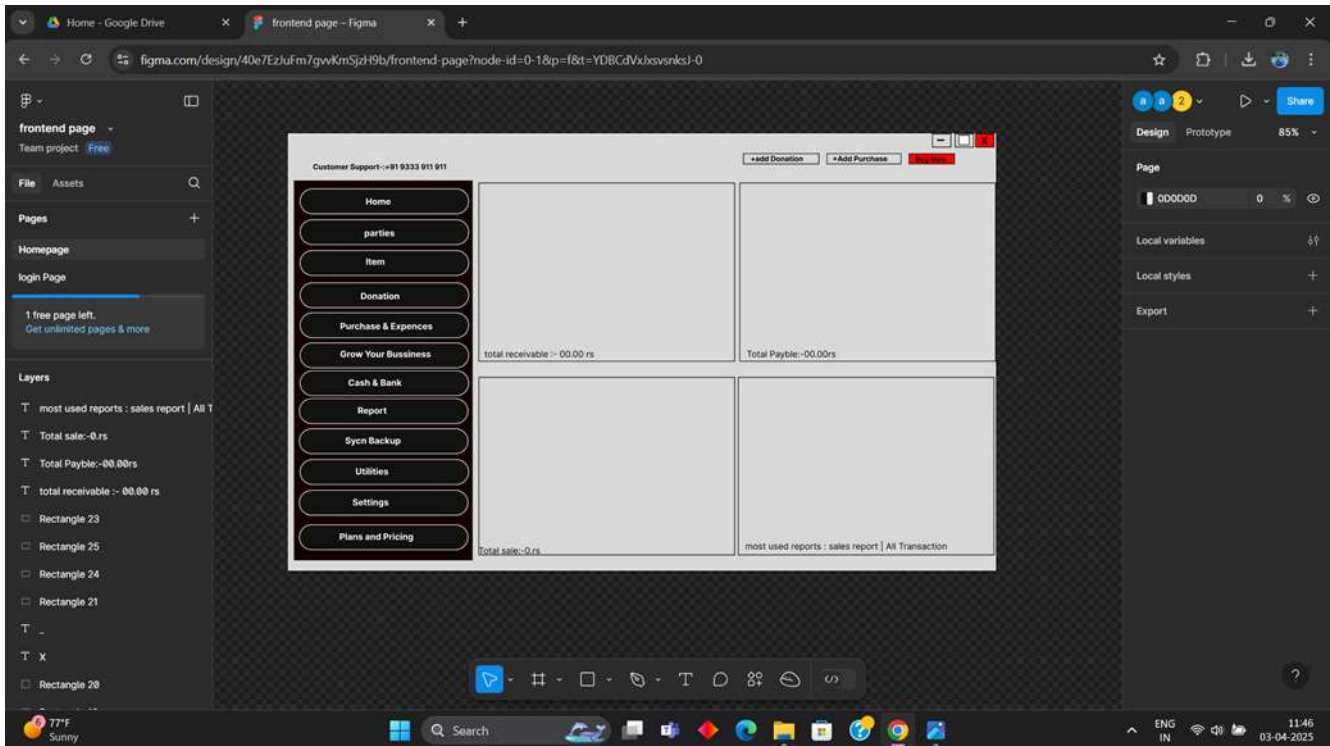 Home - Google Drive
frontend page – Figma
figma.com/design/40e7EzJuFm7gvvKmSjzH9b/frontend-page?node-id=0-1&p=f&t=YDBCdVxJxsvsnksJ-0
frontend page
Team project Free
File Assets
Pages
Homepage
login Page
1 free page left.
Get unlimited pages & more
Layers
most used reports : sales report | All T
Total sale:-0.rs
Total Payble:-00.00rs
total receivable :- 00.00 rs
Rectangle 23
Rectangle 25
Rectangle 24
Rectangle 21
_
X
Rectangle 20
Customer Support-:+91 9333 911 911
+add Donation
+Add Purchase
Home
parties
Item
Donation
Purchase & Expences
Grow Your Bussiness
Cash & Bank
Report
Sycn Backup
Utilities
Settings
Plans and Pricing
total receivable :- 00.00 rs
Total Payble:-00.00rs
Total sale:-0.rs
most used reports : sales report | All Transaction
a a 2
Share
Design Prototype 85%
Page
0D0D0D 0 %
Local variables
Local styles
Export
?
6
77°F
Sunny
Search
ENG
IN
11:46
03-04-2025